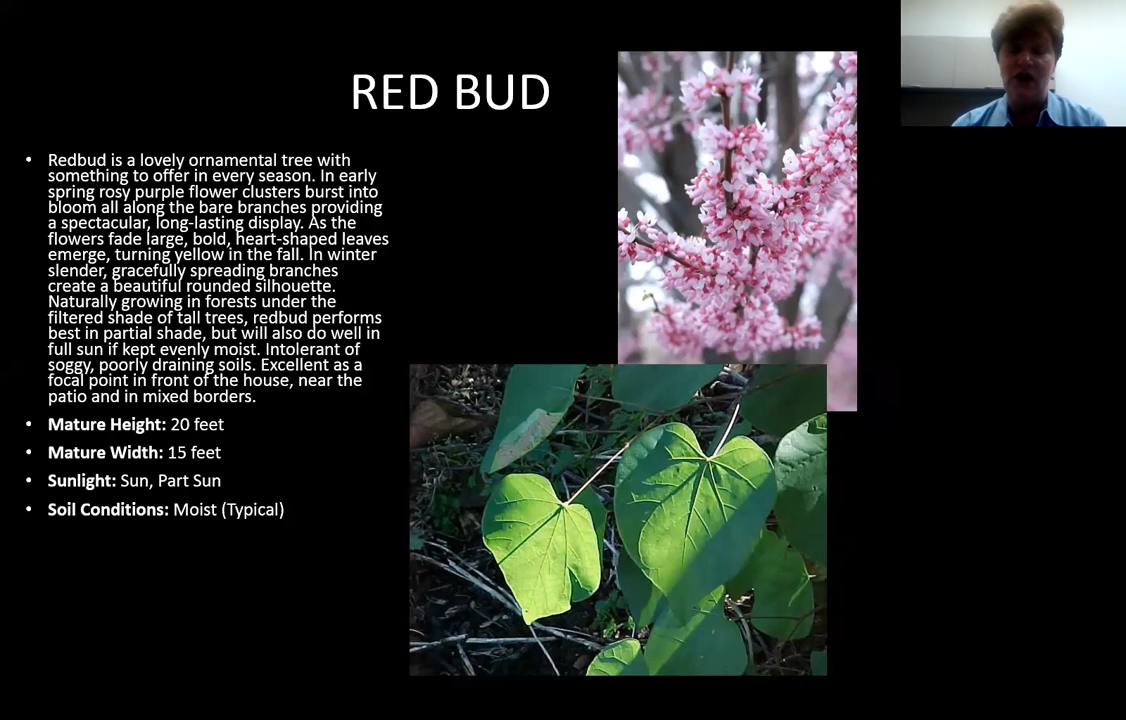 RED BUD
• Redbud is a lovely ornamental tree with
something to offer in every season. In early
spring rosy purple flower clusters burst into
bloom all along the bare branches providing
a spectacular, long-lasting display. As the
flowers fade large, bold, heart-shaped leaves
emerge, turning yellow in the fall. In winter
slender, gracefully spreading branches
create a beautiful rounded silhouette.
Naturally growing in forests under the
filtered shade of tall trees, redbud performs
best in partial shade, but will also do well in
full sun if kept evenly moist. Intolerant of
soggy, poorly draining soils. Excellent as a
focal point in front of the house, near the
patio and in mixed borders.
• Mature Height: 20 feet
• Mature Width: 15 feet
• Sunlight: Sun, Part Sun
• Soil Conditions: Moist (Typical)